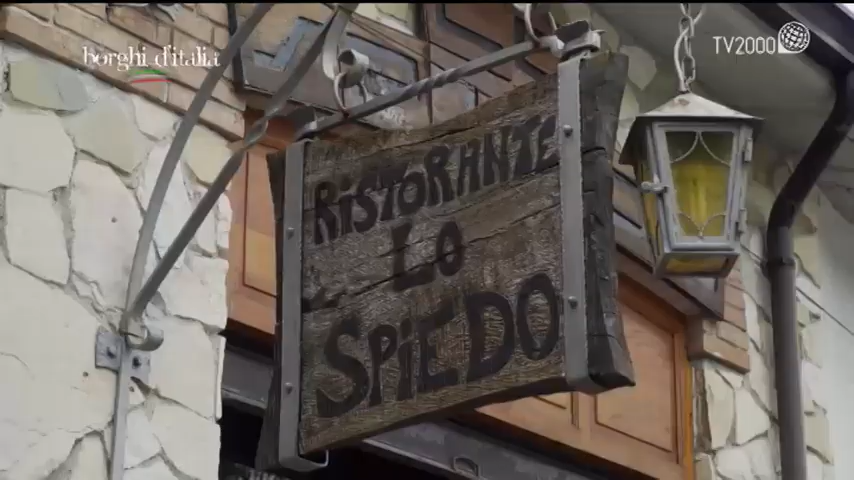 borghi d'italia
TV2000
RISTORANTE
LO
SPIEDO